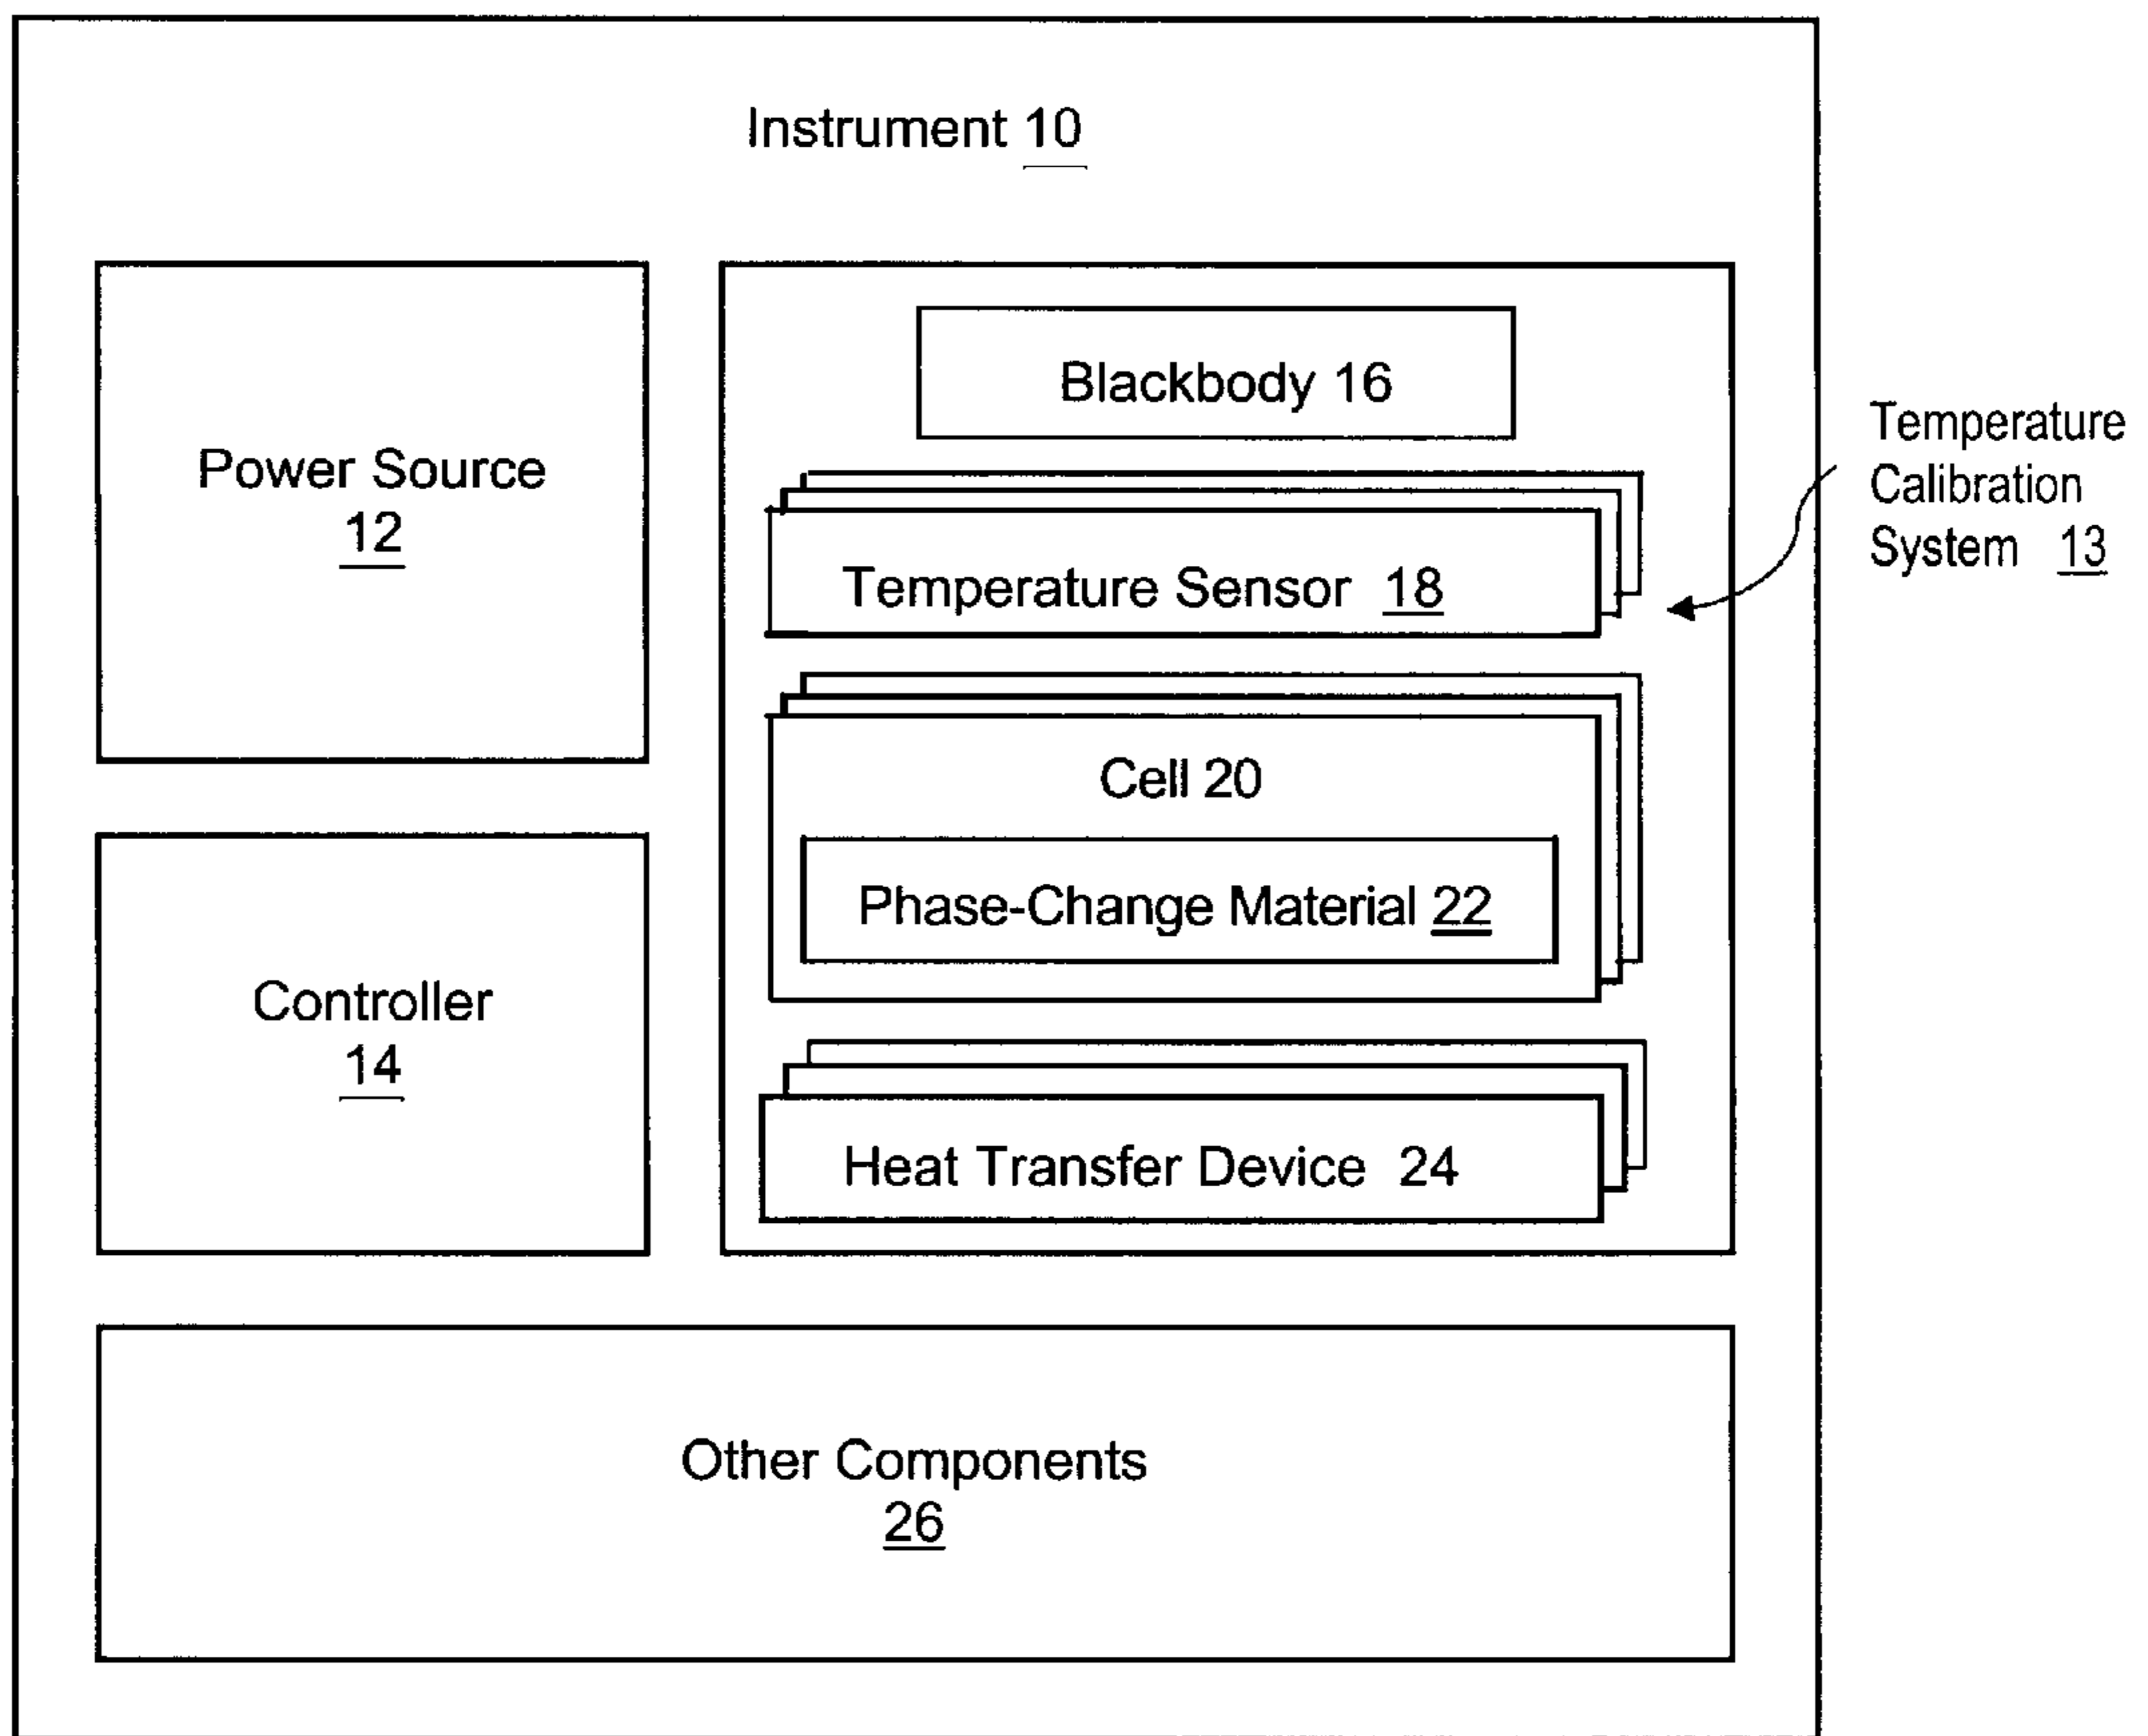 Instrument 10
Power Source
12
Blackbody 16
Temperature
Calibration
System 13
Temperature Sensor 18
Cell 20
Phase-Change Material 22
Controller
14
Heat Transfer Device 24
Other Components
26